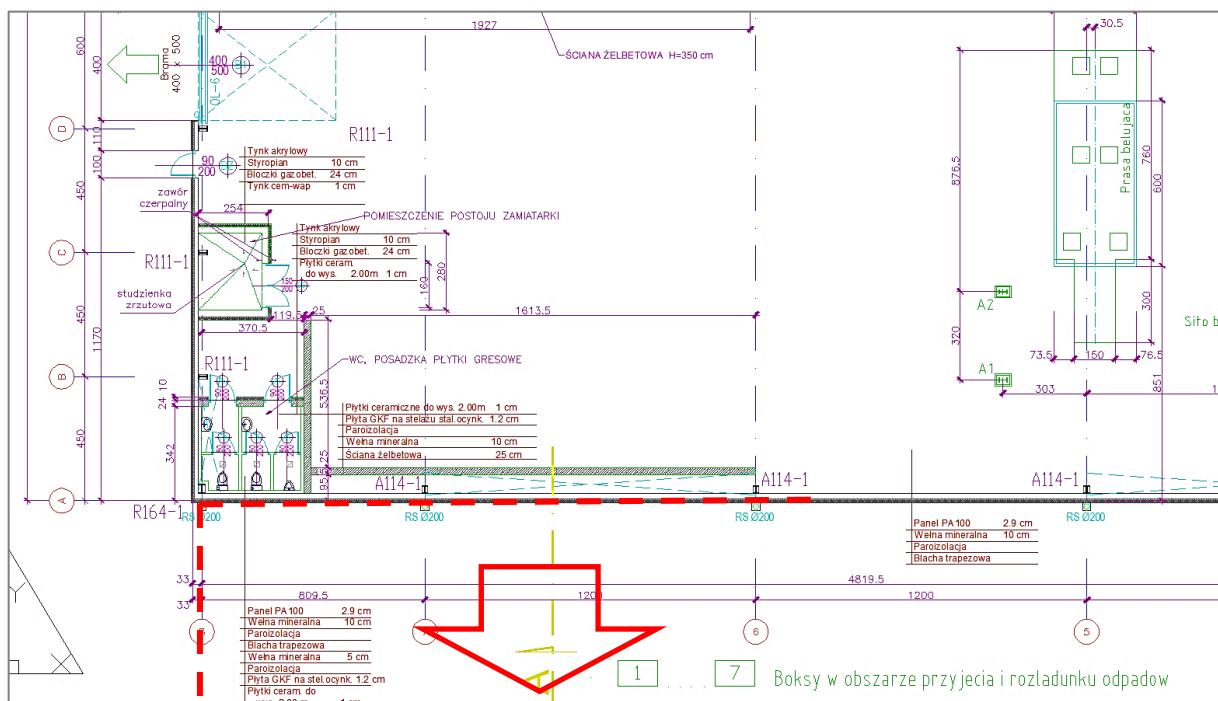 1927
30.5
ŚCIANA ŻELBETOWA H=350 cm
600
400
Brama
400 x 500
400
500
OL-6
D
R111-1
110
100
90
200
Tynk akrylowy
Styropian 10 cm
Bloczki gazobet. 24 cm
Tynk cem-wap 1 cm
876.5
Prasa belujaca
760
600
450
zawór
czerpalny
254
POMIESZCZENIE POSTOJU ZAMIATARKI
Tynk akrylowy
Styropian 10 cm
Bloczki gazobet. 24 cm
Płytki ceram.
do wys. 2.00m 1 cm
C
R111-1
150
200
160
280
studzienka
zrzutowa
A2
300
Sito b
450
1170
119.5
25
1613.5
370.5
320
73.5
150
76.5
R111-1
WC, POSADZKA PŁYTKI GRESOWE
B
A1
303
851
1
90
200
90
200
24
10
536.5
Płytki ceramiczne do wys. 2.00m 1 cm
Płyta GKF na stelażu stal.ocynk. 1.2 cm
Paroizolacja
Wełna mineralna 10 cm
Ściana żelbetowa 25 cm
450
342
25
95.5
A114-1
A114-1
A114-1
A
R164-1
RS Ø200
RS Ø200
RS Ø200
RS Ø200
Panel PA100 2.9 cm
Wełna mineralna 10 cm
Paroizolacja
Blacha trapezowa
33
4819.5
33
809.5
1200
1200
Panel PA100 2.9 cm
Wełna mineralna 10 cm
Paroizolacja
Blacha trapezowa
Wełna mineralna 5 cm
Paroizolacja
Płyta GKF na stel.ocynk. 1.2 cm
Płytki ceram. do
6
5
1 .... 7 Boksy w obszarze przyjecia i rozladunku odpadow